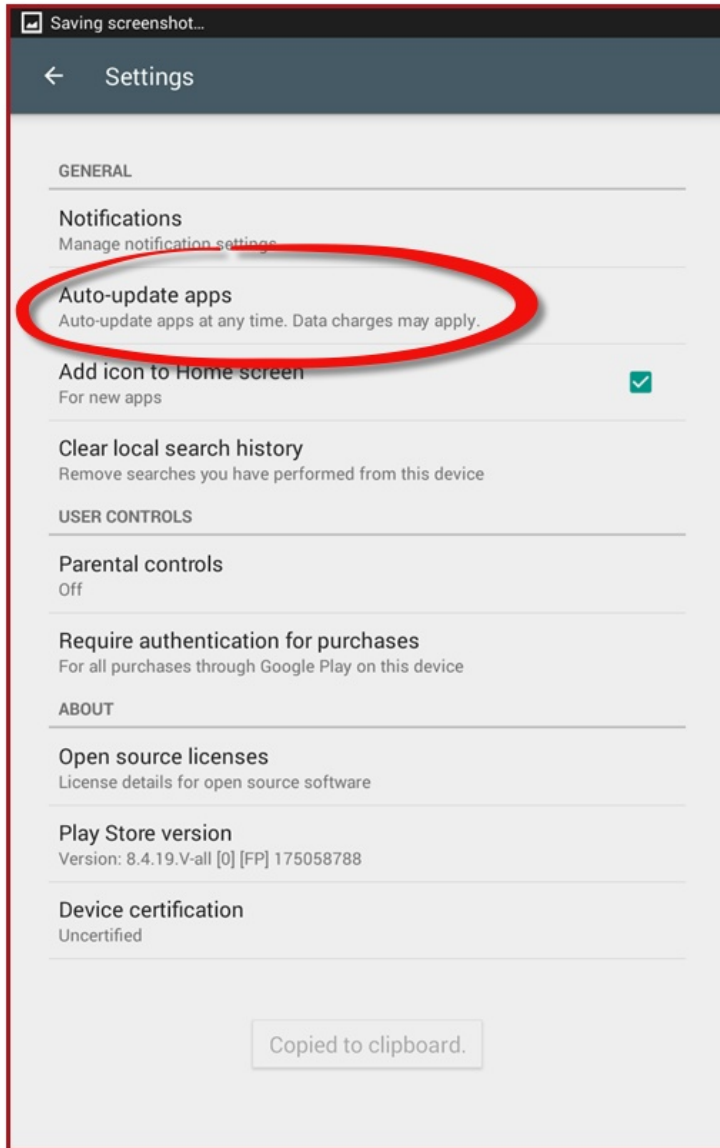 Saving screenshot...
Settings
GENERAL
Notifications
Manage notification settings
Auto-update apps
Auto-update apps at any time. Data charges may apply.
Add icon to Home screen
For new apps
Clear local search history
Remove searches you have performed from this device
USER CONTROLS
Parental controls
Off
Require authentication for purchases
For all purchases through Google Play on this device
ABOUT
Open source licenses
License details for open source software
Play Store version
Version: 8.4.19.V-all [0] [FP] 175058788
Device certification
Uncertified
Copied to clipboard.